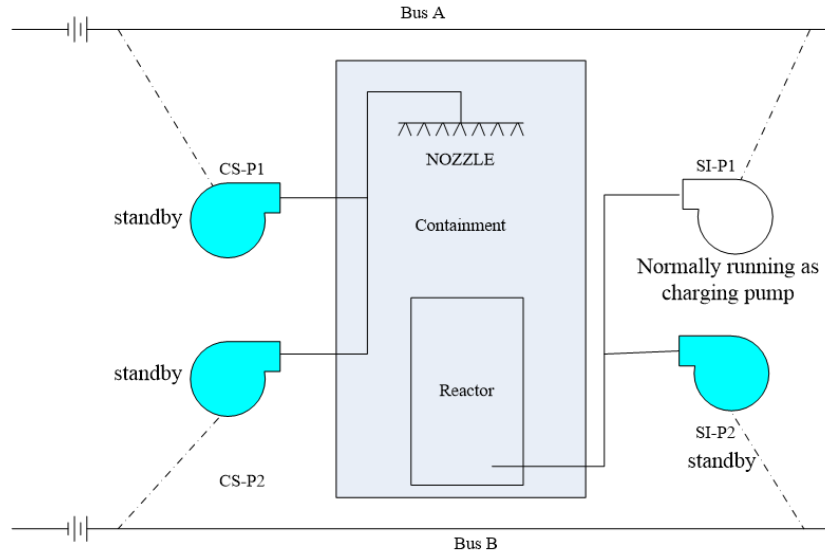 Bus A
CS-P1
SI-P1
NOZZLE
standby
Containment
Normally running as
charging pump
standby
Reactor
SI-P2
standby
CS-P2
Bus B